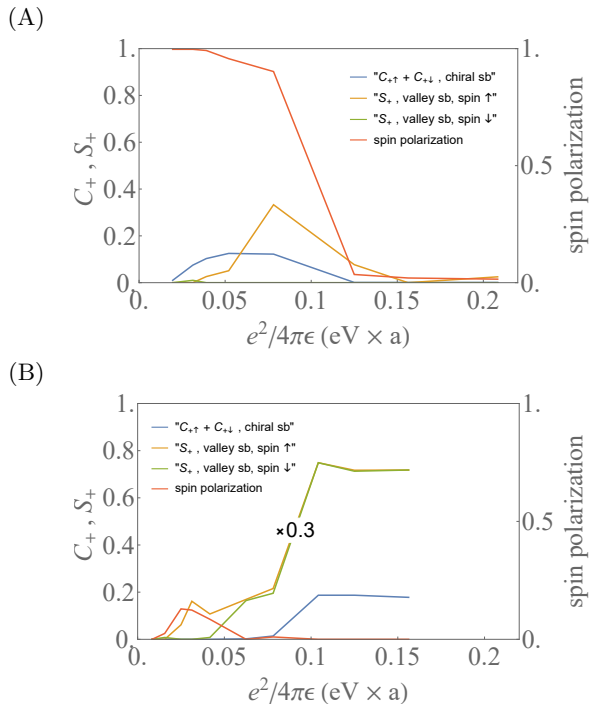 (A)
1.
0.8
0.6
0.4
0.2
0.
C₊ , S₊
1.
0.5
0.
spin polarization
"C₊↑ + C₊↓ , chiral sb"
"S₊ , valley sb, spin ↑"
"S₊ , valley sb, spin ↓"
spin polarization
0. 0.05 0.1 0.15 0.2
e²/4πϵ (eV × a)
(B)
1.
0.8
0.6
0.4
0.2
0.
C₊ , S₊
1.
0.5
0.
spin polarization
"C₊↑ + C₊↓ , chiral sb"
"S₊ , valley sb, spin ↑"
"S₊ , valley sb, spin ↓"
spin polarization
×0.3
0. 0.05 0.1 0.15 0.2
e²/4πϵ (eV × a)